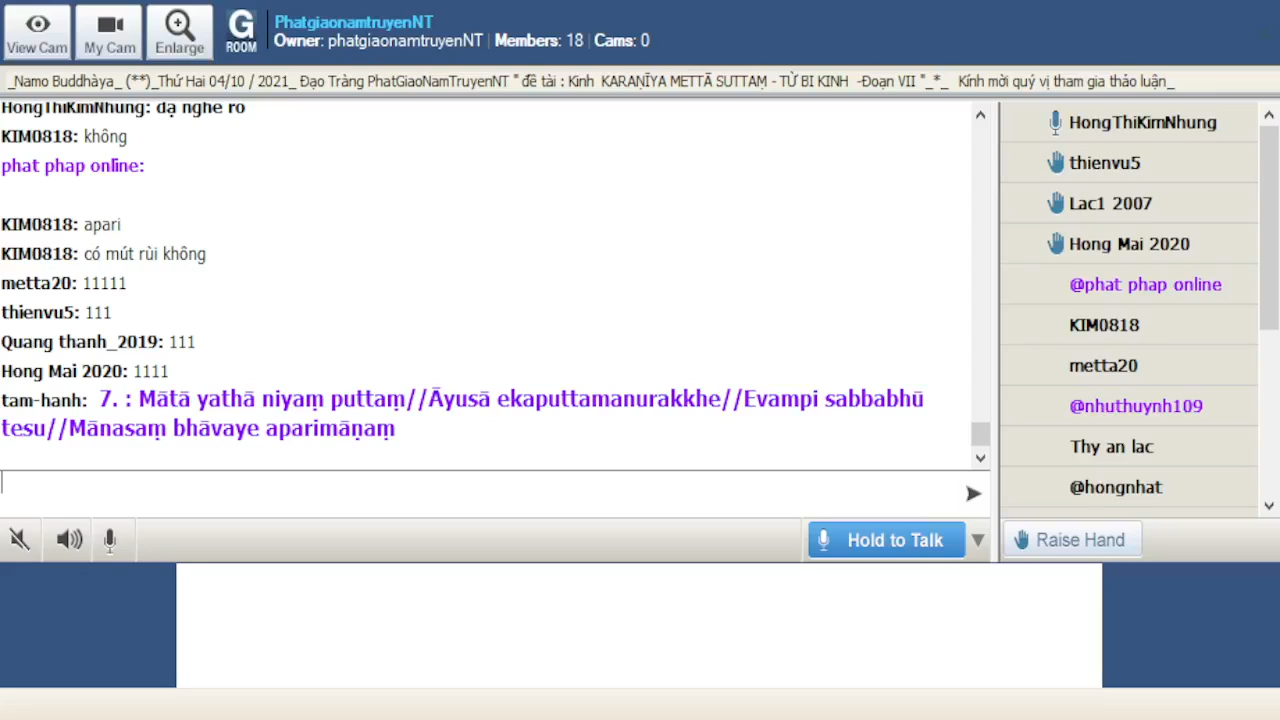 View Cam
My Cam
Enlarge
G
ROOM
PhatgiaonamtruyenNT
Owner: phatgiaonamtruyenNT | Members: 18 | Cams: 0
_Namo Buddhàya_ (**)_Thứ Hai 04/10 / 2021_ Đạo Tràng PhatGiaoNamTruyenNT " đề tài : Kinh KARAṆĪYA METTĀ SUTTAṂ - TỪ BI KINH -Đoạn VII "_*_ Kính mời quý vị tham gia thảo luận_
HongThiKimNhung: dạ nghe rõ
KIM0818: không
phat phap online:
KIM0818: apari
KIM0818: có mút rùi không
metta20: 11111
thienvu5: 111
Quang thanh_2019: 111
Hong Mai 2020: 1111
tam-hanh: 7. : Mātā yathā niyaṃ puttaṃ//Āyusā ekaputtamanurakkhe//Evampi sabbabhū
tesu//Mānasaṃ bhāvaye aparimāṇaṃ
HongThiKimNhung
thienvu5
Lac1 2007
Hong Mai 2020
@phat phap online
KIM0818
metta20
@nhuthuynh109
Thy an lac
@hongnhat
Hold to Talk
Raise Hand